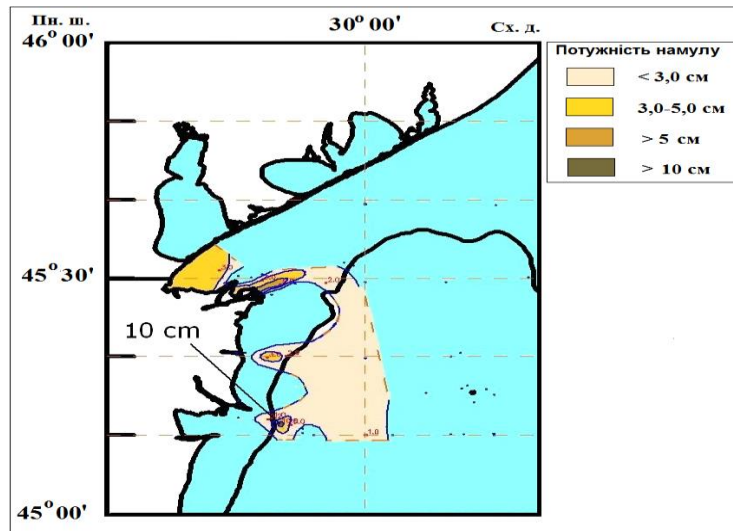 Пн. ш.
30° 00'
Сх. д.
46° 00'
Потужність намулу
< 3,0 см
3,0-5,0 см
> 5 см
> 10 см
45° 30'
10 cm
45° 00'